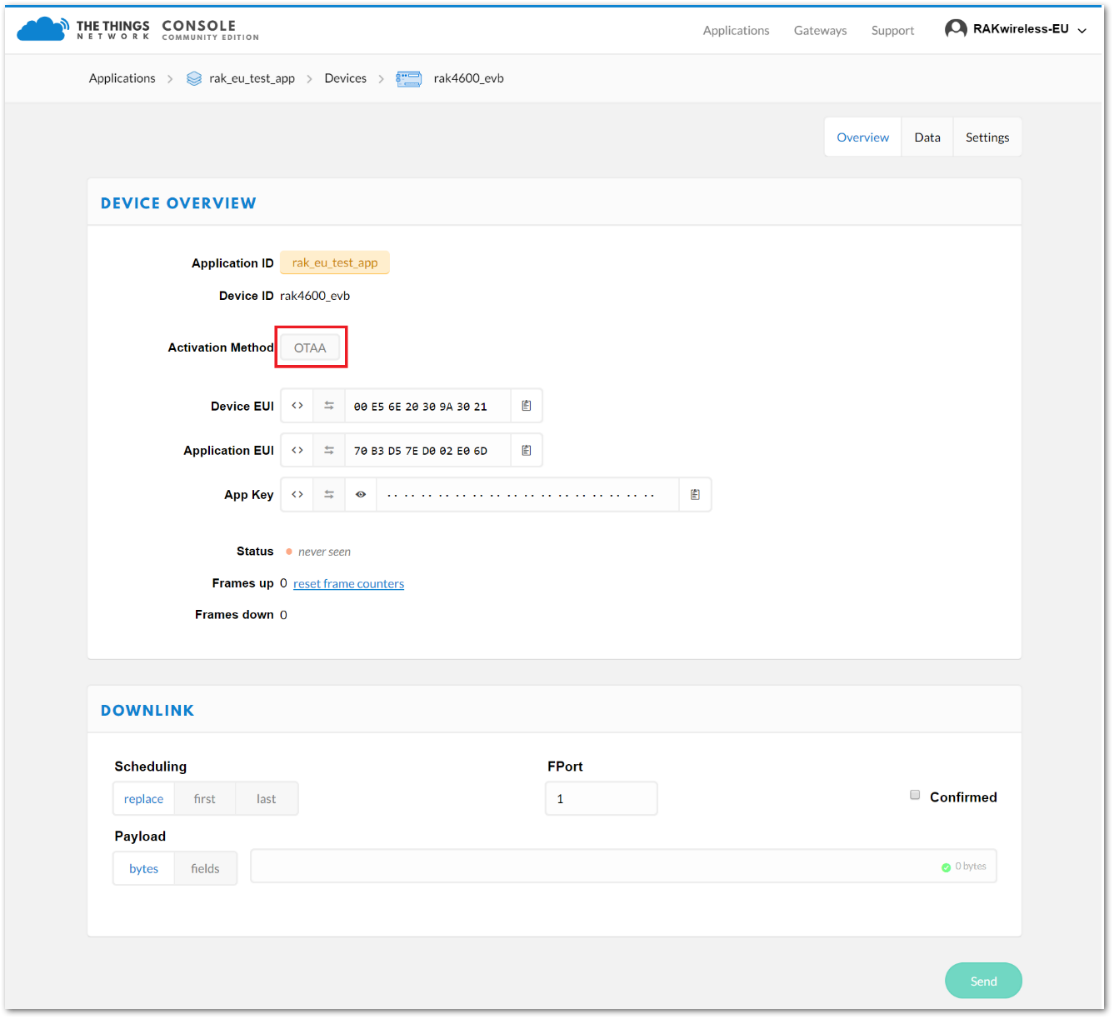 THE THINGS NETWORK CONSOLE COMMUNITY EDITION
Applications Gateways Support RAKwireless-EU
Applications > rak_eu_test_app > Devices > rak4600_evb
Overview Data Settings
DEVICE OVERVIEW
Application ID rak_eu_test_app
Device ID rak4600_evb
Activation Method OTAA
Device EUI <> 00 E5 6E 20 30 9A 30 21
Application EUI <> 70 B3 D5 7E D0 02 E0 6D
App Key <> .. .. .. .. .. .. .. .. .. .. .. .. .. .. .. ..
Status never seen
Frames up 0 reset frame counters
Frames down 0
DOWNLINK
Scheduling FPort
replace first last 1 Confirmed
Payload
bytes fields 0 bytes
Send